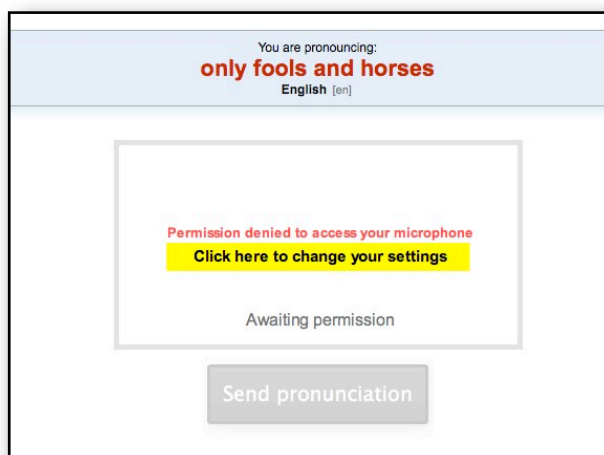 You are pronouncing:
only fools and horses
English [en]
Permission denied to access your microphone
Click here to change your settings
Awaiting permission
Send pronunciation